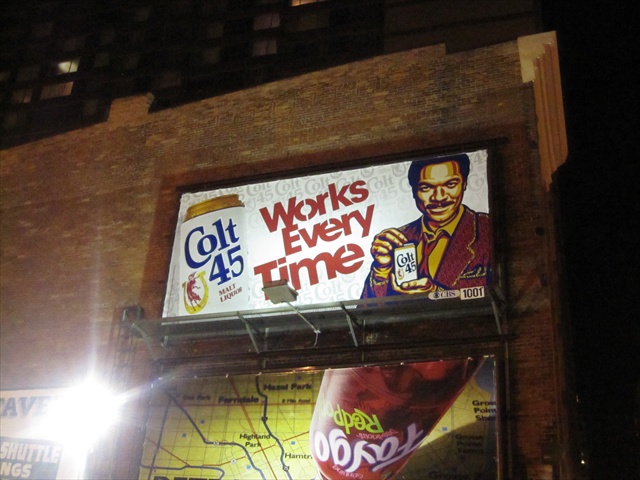 Colt
45
MALT
LIQUOR
Works
Every
Time
Colt
45
CBS 1001
Hazel Park
Ferndale
Highland
Park
Faygo
Redpop
SHUTTLE
NGS